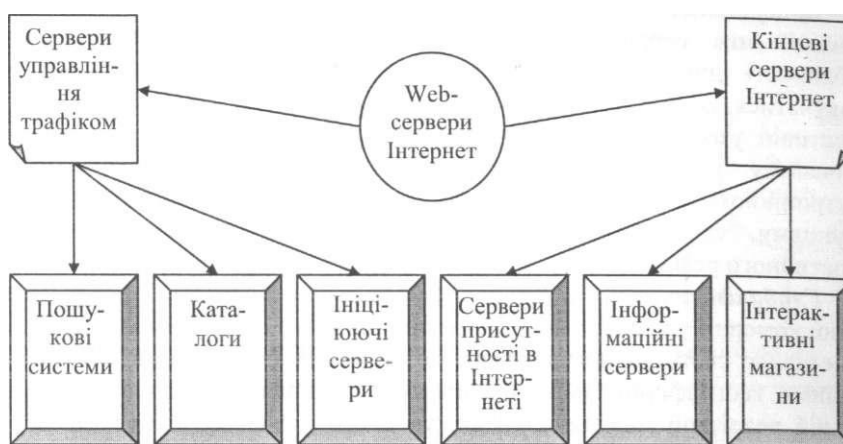 Сервери
управлін-
ня
трафіком
Web-
сервери
Інтернет
Кінцеві
сервери
Інтернет
Пошу-
кові
системи
Ката-
логи
Ініці-
юючі
серве-
ри
Сервери
присут-
ності в
Інтер-
неті
Інфор-
маційні
сервери
Інтерак-
тивні
магази-
ни